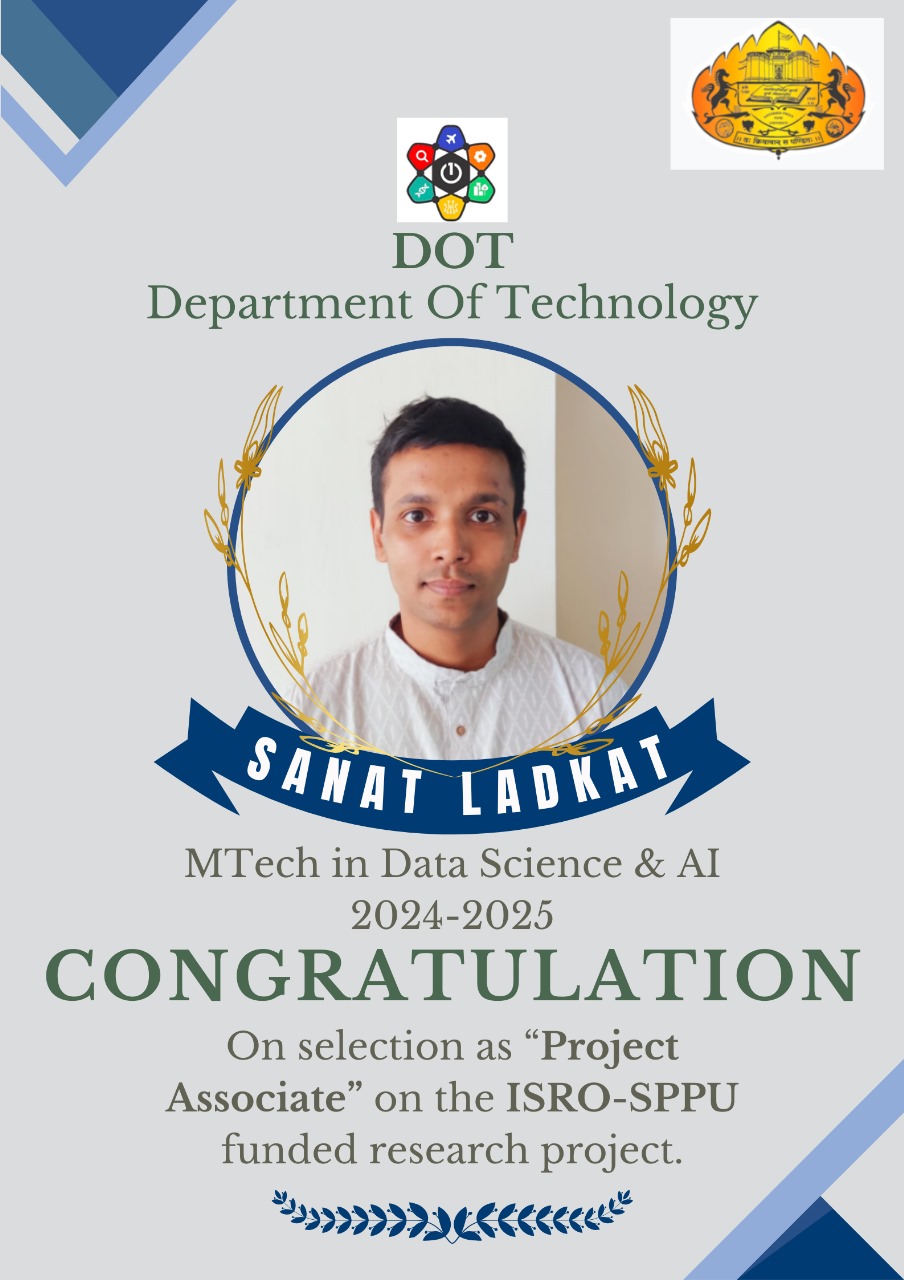 DOT
Department Of Technology
SANAT LADKAT
MTech in Data Science & AI
2024-2025
CONGRATULATION
On selection as “Project
Associate” on the ISRO-SPPU
funded research project.